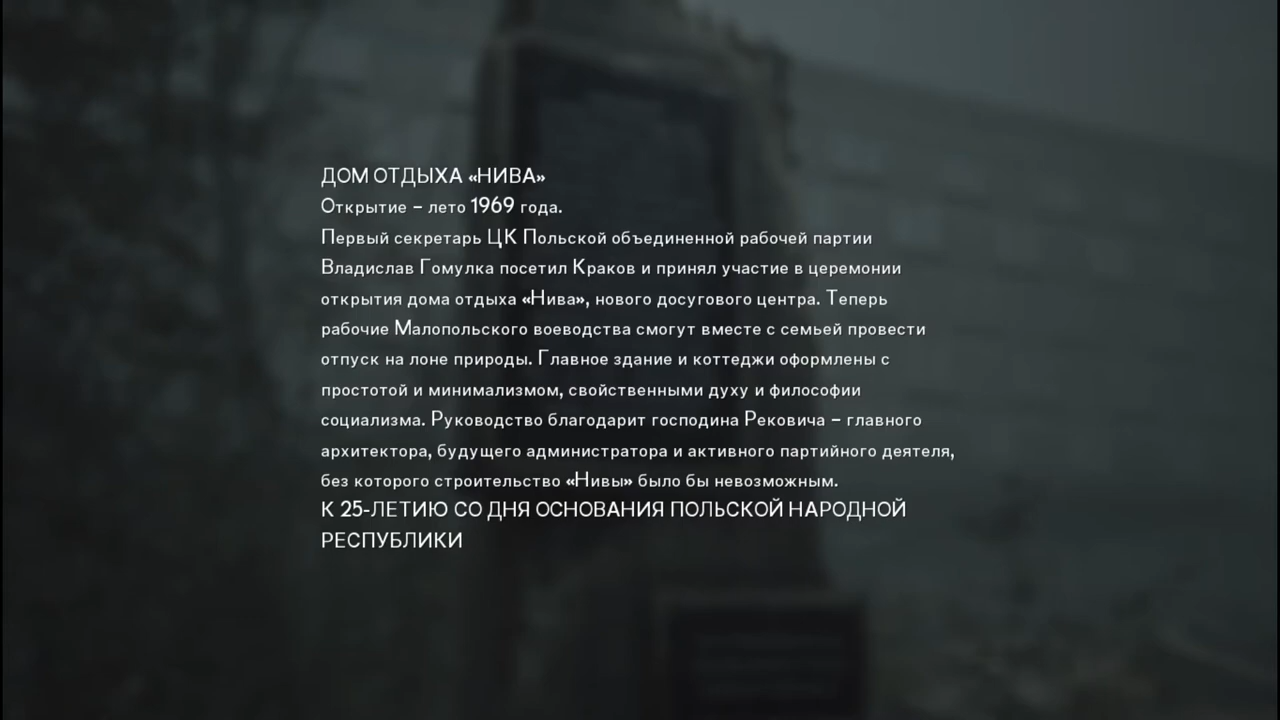 ДОМ ОТДЫХА «НИВА»
Открытие – лето 1969 года.
Первый секретарь ЦК Польской объединенной рабочей партии
Владислав Гомулка посетил Краков и принял участие в церемонии
открытия дома отдыха «Нива», нового досугового центра. Теперь
рабочие Малопольского воеводства смогут вместе с семьей провести
отпуск на лоне природы. Главное здание и коттеджи оформлены с
простотой и минимализмом, свойственными духу и философии
социализма. Руководство благодарит господина Рековича – главного
архитектора, будущего администратора и активного партийного деятеля,
без которого строительство «Нивы» было бы невозможным.
К 25-ЛЕТИЮ СО ДНЯ ОСНОВАНИЯ ПОЛЬСКОЙ НАРОДНОЙ
РЕСПУБЛИКИ